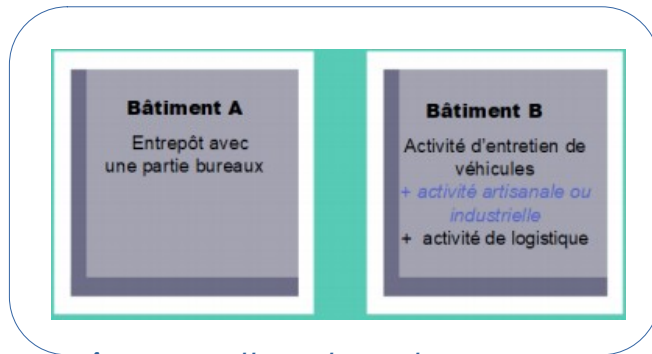 Bâtiment A
Entrepôt avec
une partie bureaux
Bâtiment B
Activité d'entretien de
véhicules
+ activité artisanale ou
industrielle
+ activité de logistique